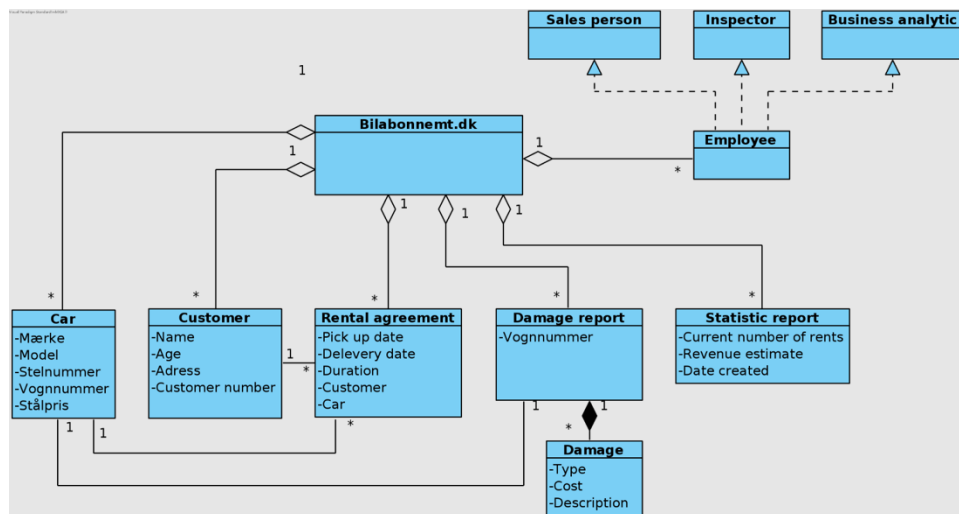 Sales person
Inspector
Business analytic
1
Bilabonnemt.dk
Employee
1
1
*
1
1
1
*
*
*
*
*
Car
-Mærke
-Model
-Stelnummer
-Vognnummer
-Stålpris
Customer
-Name
-Age
-Adress
-Customer number
Rental agreement
-Pick up date
-Delevery date
-Duration
-Customer
-Car
Damage report
-Vognnummer
Statistic report
-Current number of rents
-Revenue estimate
-Date created
1
*
1
1
*
1
1
*
Damage
-Type
-Cost
-Description